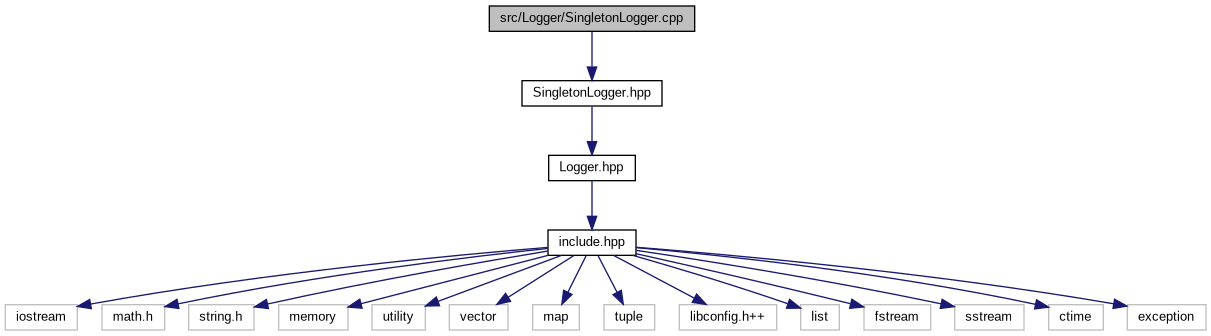 src/Logger/SingletonLogger.cpp
SingletonLogger.hpp
Logger.hpp
include.hpp
iostream
math.h
string.h
memory
utility
vector
map
tuple
libconfig.h++
list
fstream
sstream
ctime
exception